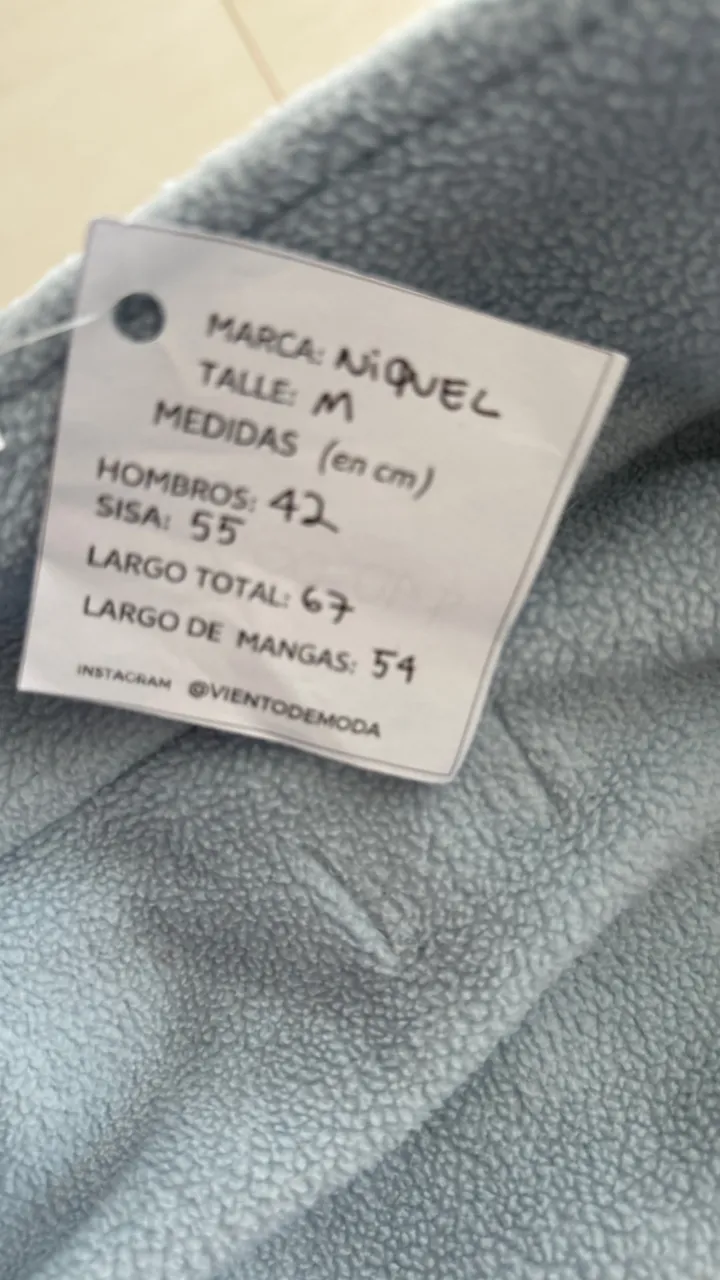 MARCA: NiQUEL
TALLE: M
MEDIDAS (en cm)
HOMBROS: 42
SISA: 55
LARGO TOTAL: 67
LARGO DE MANGAS: 54
INSTAGRAM @VIENTODEMODA